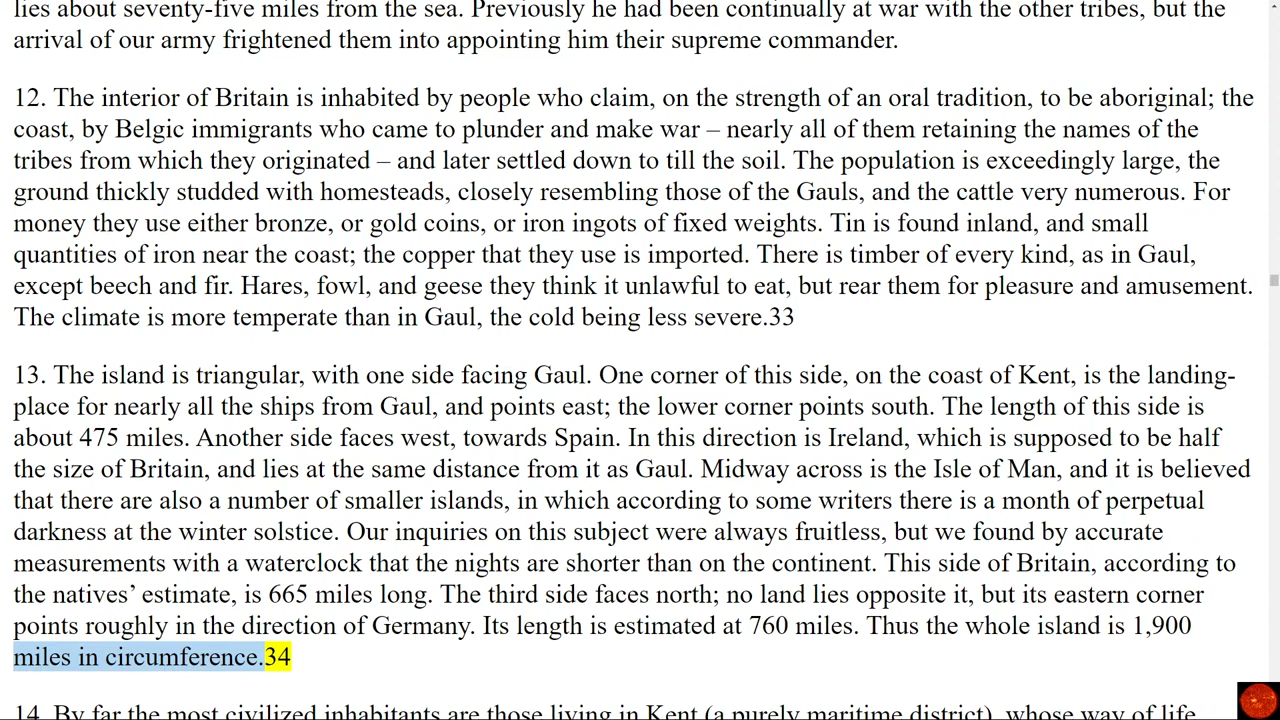 lies about seventy-five miles from the sea. Previously he had been continually at war with the other tribes, but the
arrival of our army frightened them into appointing him their supreme commander.
12. The interior of Britain is inhabited by people who claim, on the strength of an oral tradition, to be aboriginal; the
coast, by Belgic immigrants who came to plunder and make war – nearly all of them retaining the names of the
tribes from which they originated – and later settled down to till the soil. The population is exceedingly large, the
ground thickly studded with homesteads, closely resembling those of the Gauls, and the cattle very numerous. For
money they use either bronze, or gold coins, or iron ingots of fixed weights. Tin is found inland, and small
quantities of iron near the coast; the copper that they use is imported. There is timber of every kind, as in Gaul,
except beech and fir. Hares, fowl, and geese they think it unlawful to eat, but rear them for pleasure and amusement.
The climate is more temperate than in Gaul, the cold being less severe.33
13. The island is triangular, with one side facing Gaul. One corner of this side, on the coast of Kent, is the landing-
place for nearly all the ships from Gaul, and points east; the lower corner points south. The length of this side is
about 475 miles. Another side faces west, towards Spain. In this direction is Ireland, which is supposed to be half
the size of Britain, and lies at the same distance from it as Gaul. Midway across is the Isle of Man, and it is believed
that there are also a number of smaller islands, in which according to some writers there is a month of perpetual
darkness at the winter solstice. Our inquiries on this subject were always fruitless, but we found by accurate
measurements with a waterclock that the nights are shorter than on the continent. This side of Britain, according to
the natives’ estimate, is 665 miles long. The third side faces north; no land lies opposite it, but its eastern corner
points roughly in the direction of Germany. Its length is estimated at 760 miles. Thus the whole island is 1,900
miles in circumference.34
14. By far the most civilized inhabitants are those living in Kent (a purely maritime district), whose way of life